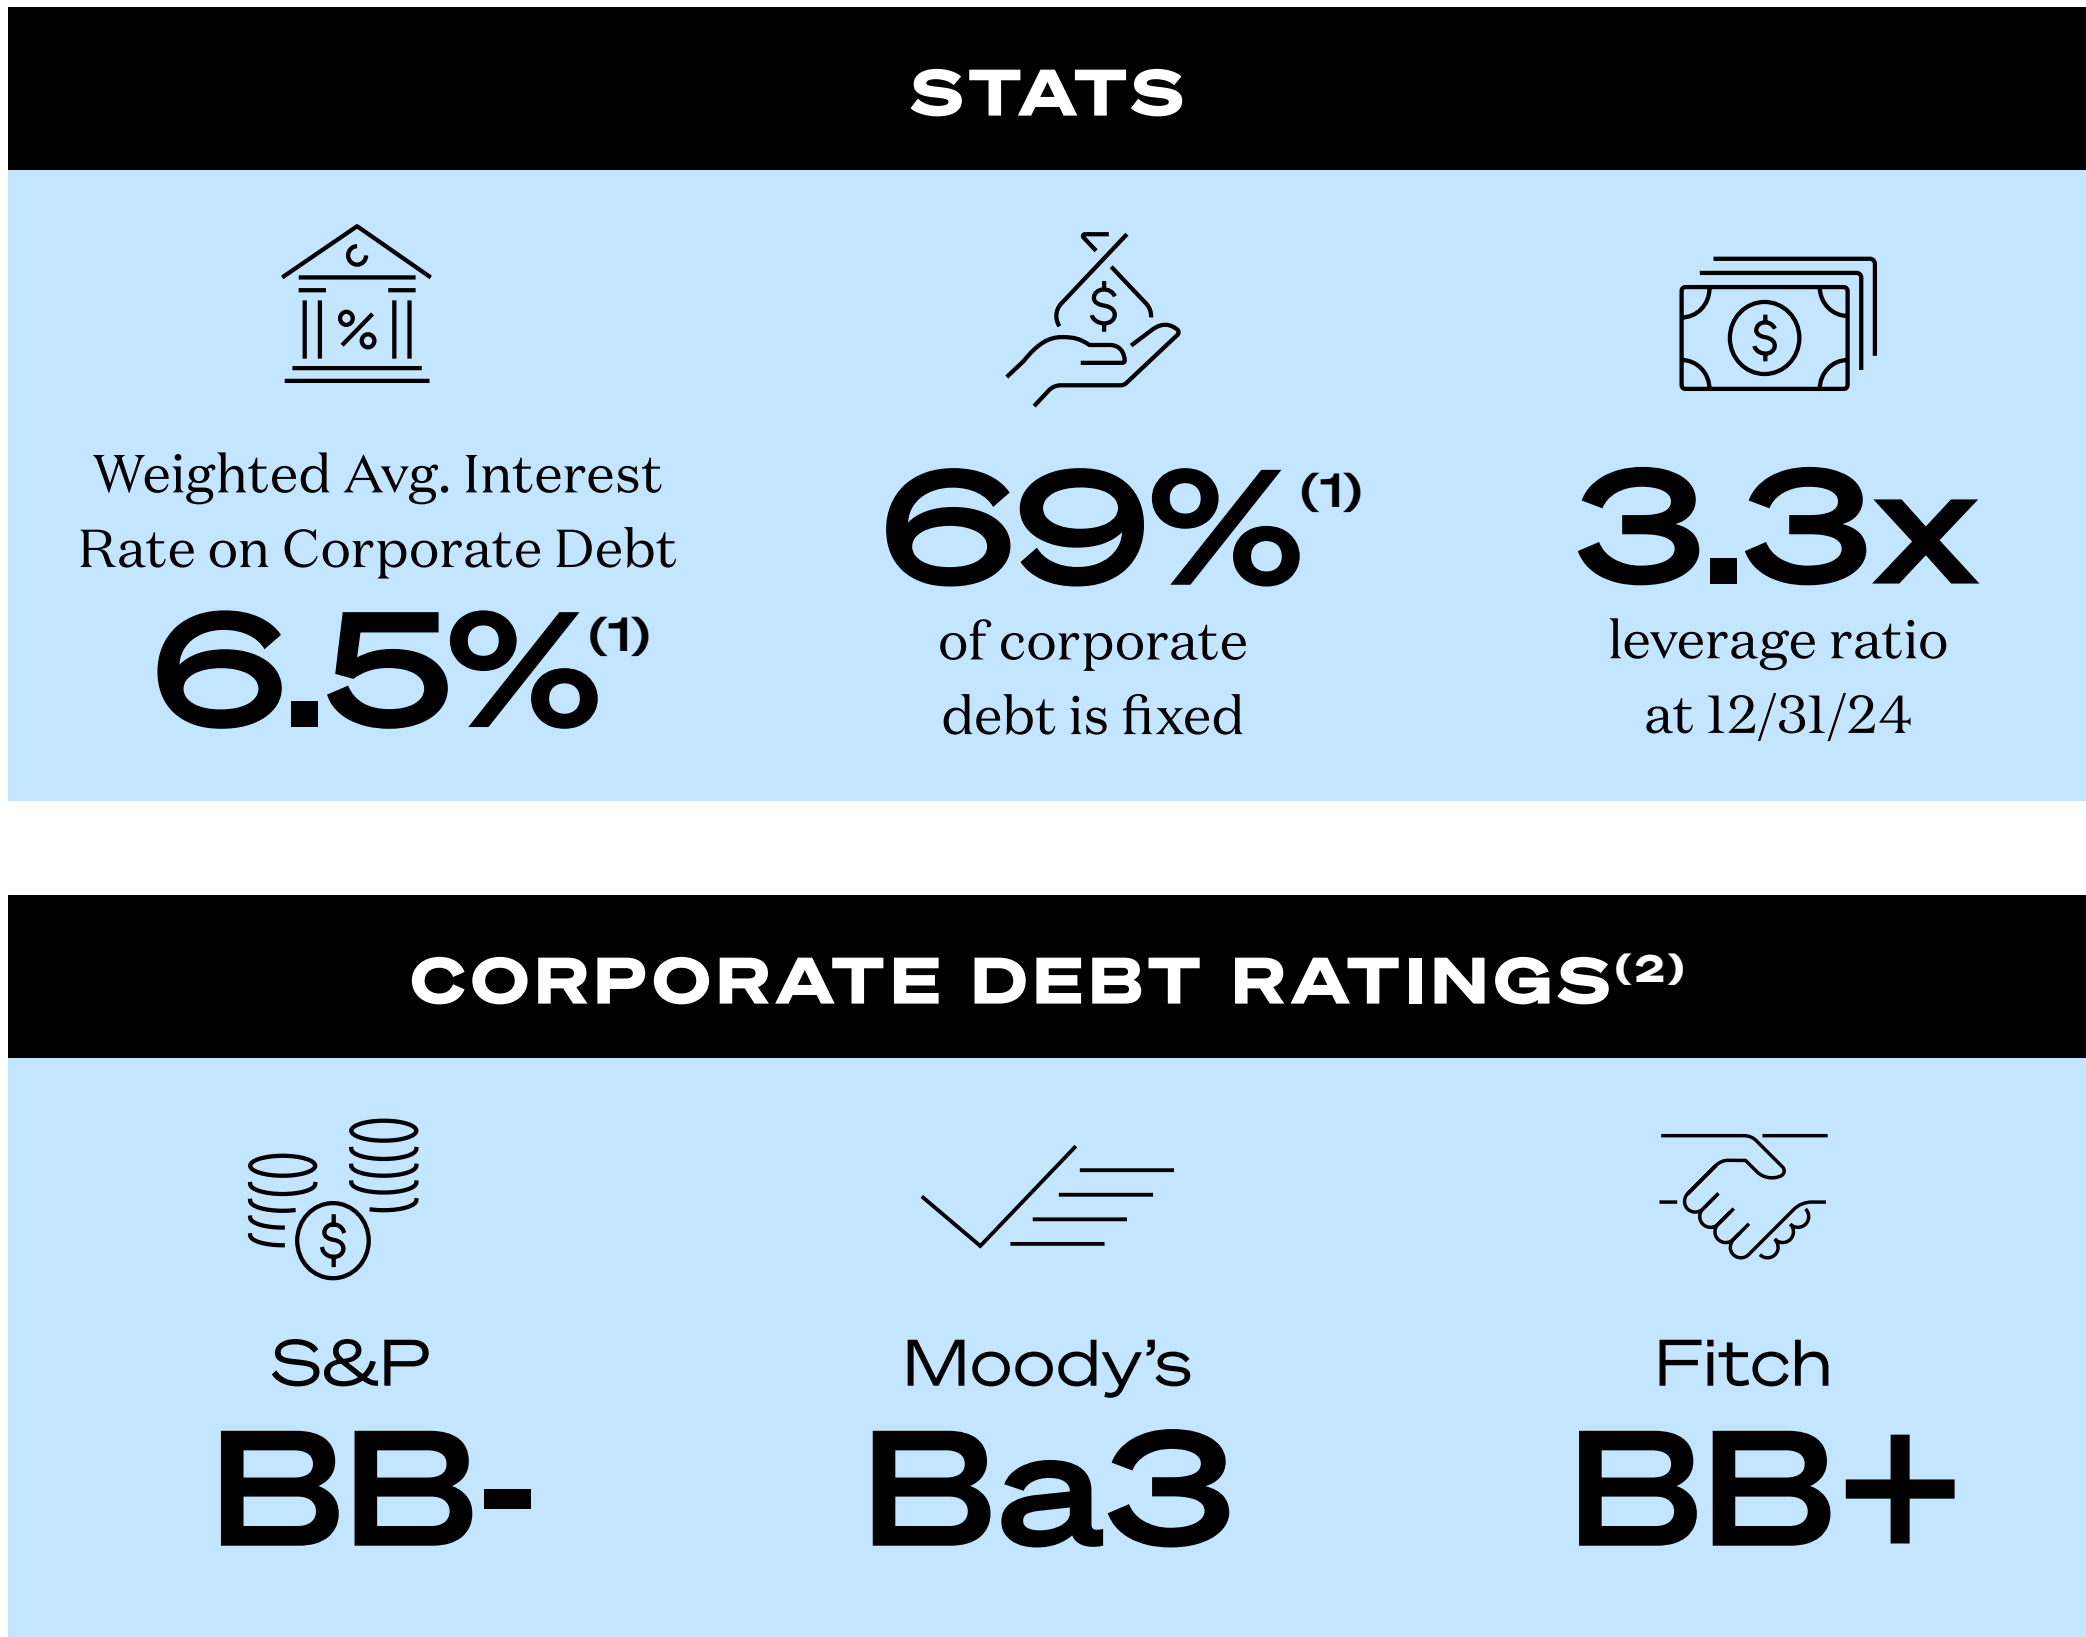 STATS
Weighted Avg. Interest
Rate on Corporate Debt
6.5%(1)
69%(1)
of corporate
debt is fixed
3.3x
leverage ratio
at 12/31/24
CORPORATE DEBT RATINGS(2)
S&P
BB-
Moody’s
Ba3
Fitch
BB+